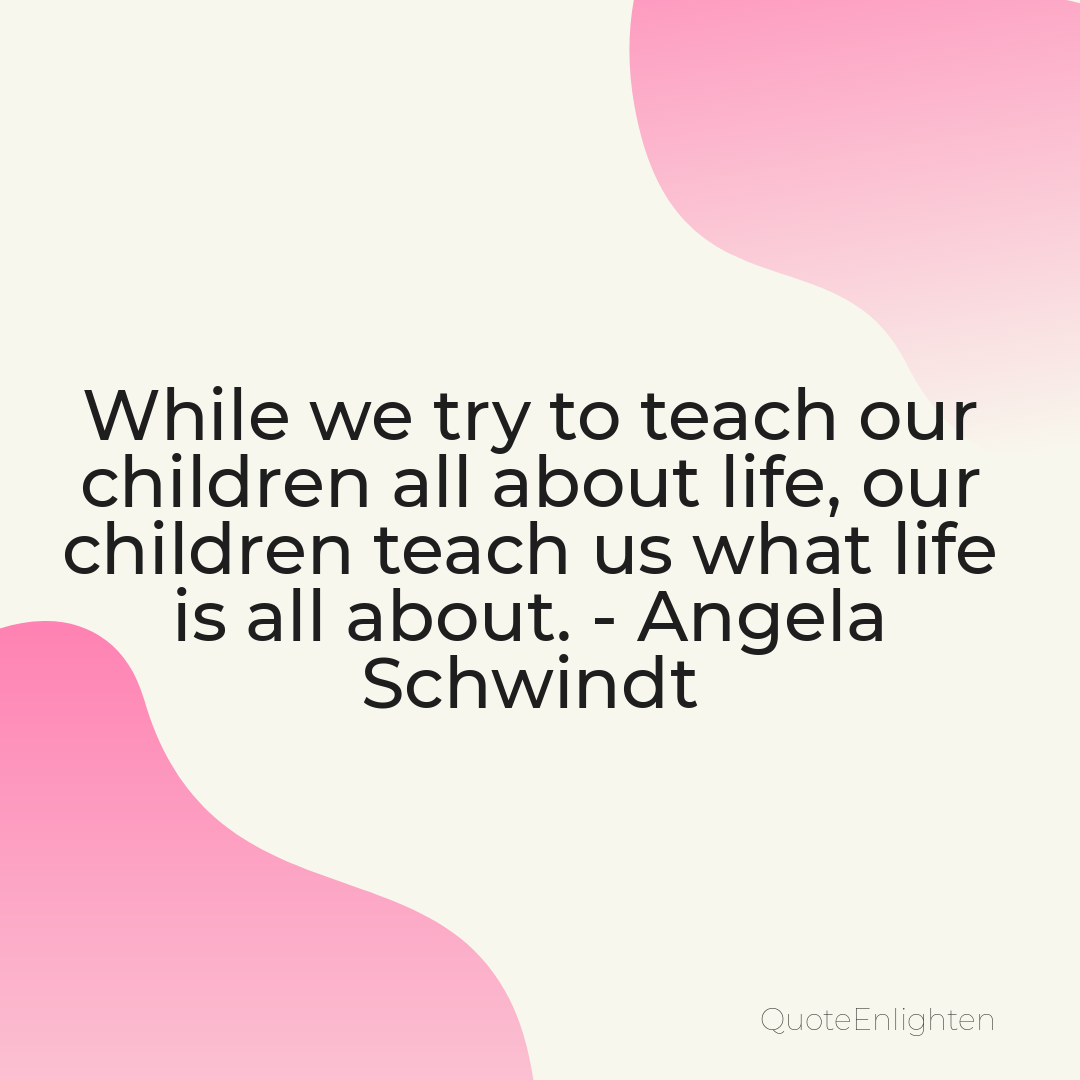 While we try to teach our
children all about life, our
children teach us what life
is all about. - Angela
Schwindt
QuoteEnlighten